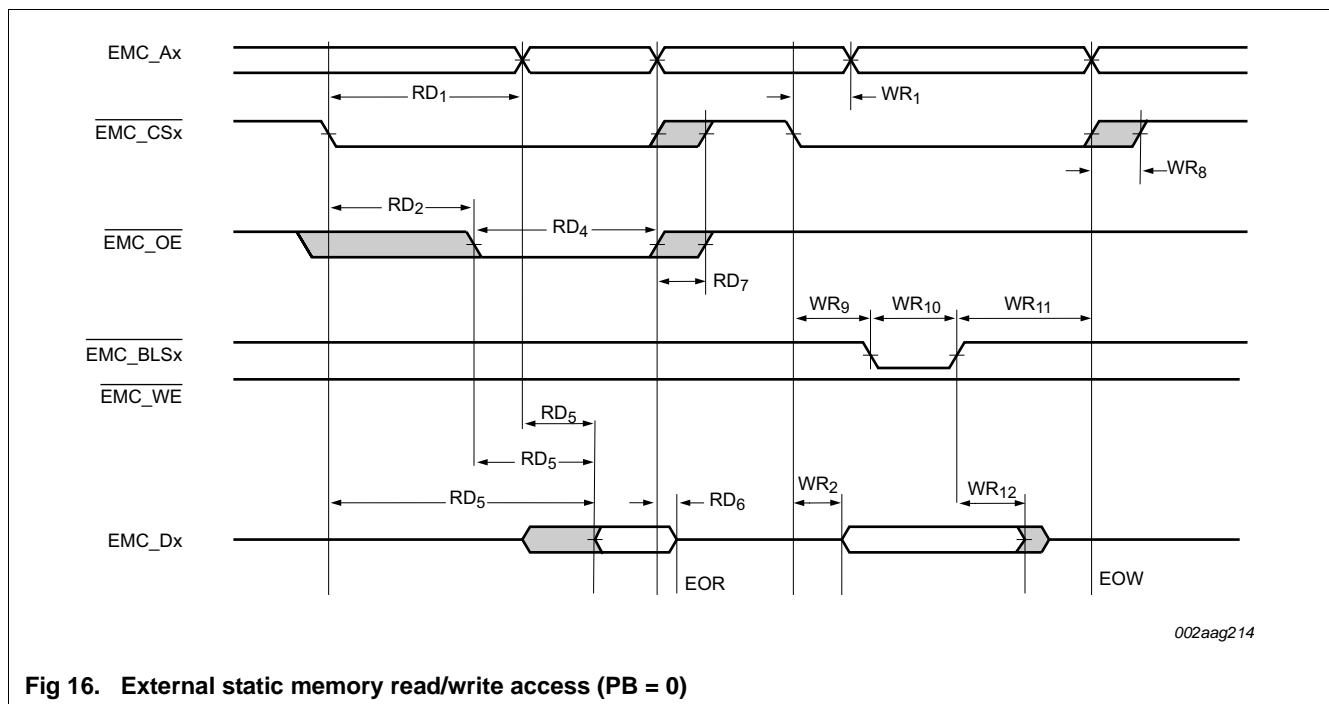 EMC_Ax
RD1
WR1
EMC_CSx
WR8
RD2
RD4
EMC_OE
RD7
WR9
WR10
WR11
EMC_BLSx
EMC_WE
RD5
RD5
RD5
RD6
WR2
WR12
EMC_Dx
EOR
EOW
002aag214
Fig 16. External static memory read/write access (PB = 0)